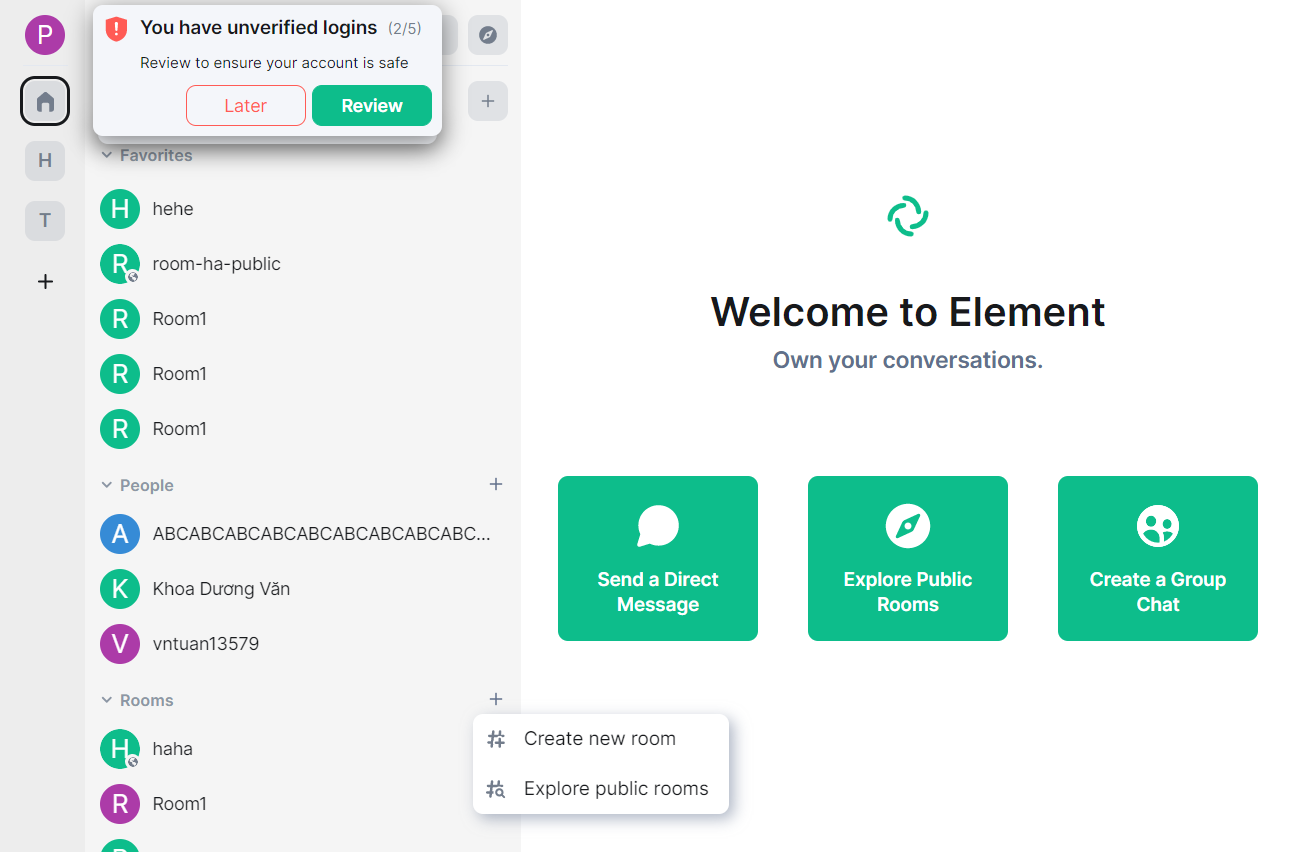 P
You have unverified logins (2/5)
Review to ensure your account is safe
Later
Review
H
T
Favorites
H hehe
R room-ha-public
R Room1
R Room1
R Room1
People
A ABCABCABCABCABCABCABCABCABC...
K Khoa Dương Văn
V vntuan13579
Rooms
H haha
R Room1
Create new room
Explore public rooms
Welcome to Element
Own your conversations.
Send a Direct
Message
Explore Public
Rooms
Create a Group
Chat